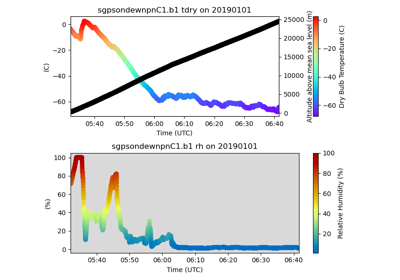 sgpsondewnpnC1.b1 tdry on 20190101
0
−20
−40
−60
(C)
25000
20000
15000
10000
5000
0
Altitude above mean sea level (m)
0
−20
−40
−60
Dry Bulb Temperature (C)
05:40 05:50 06:00 06:10 06:20 06:30 06:40
Time (UTC)
sgpsondewnpnC1.b1 rh on 20190101
100
80
60
40
20
0
(%)
100
80
60
40
20
Relative Humidity (%)
05:40 05:50 06:00 06:10 06:20 06:30 06:40
Time (UTC)